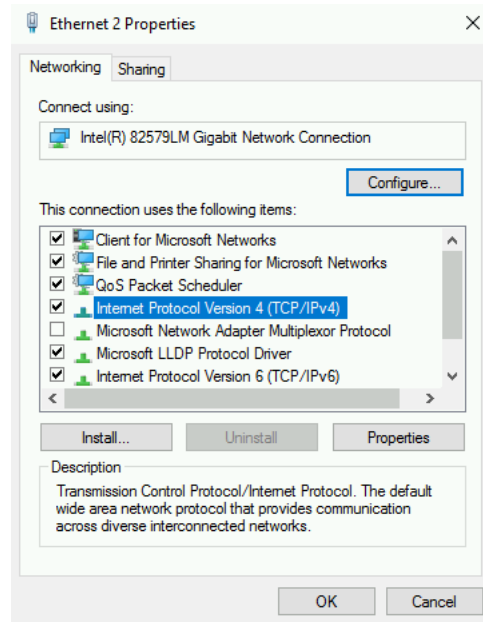 Ethernet 2 Properties
Networking Sharing
Connect using:
Intel(R) 82579LM Gigabit Network Connection
Configure...
This connection uses the following items:
Client for Microsoft Networks
File and Printer Sharing for Microsoft Networks
QoS Packet Scheduler
Internet Protocol Version 4 (TCP/IPv4)
Microsoft Network Adapter Multiplexor Protocol
Microsoft LLDP Protocol Driver
Internet Protocol Version 6 (TCP/IPv6)
Install... Uninstall Properties
Description
Transmission Control Protocol/Internet Protocol. The default
wide area network protocol that provides communication
across diverse interconnected networks.
OK Cancel